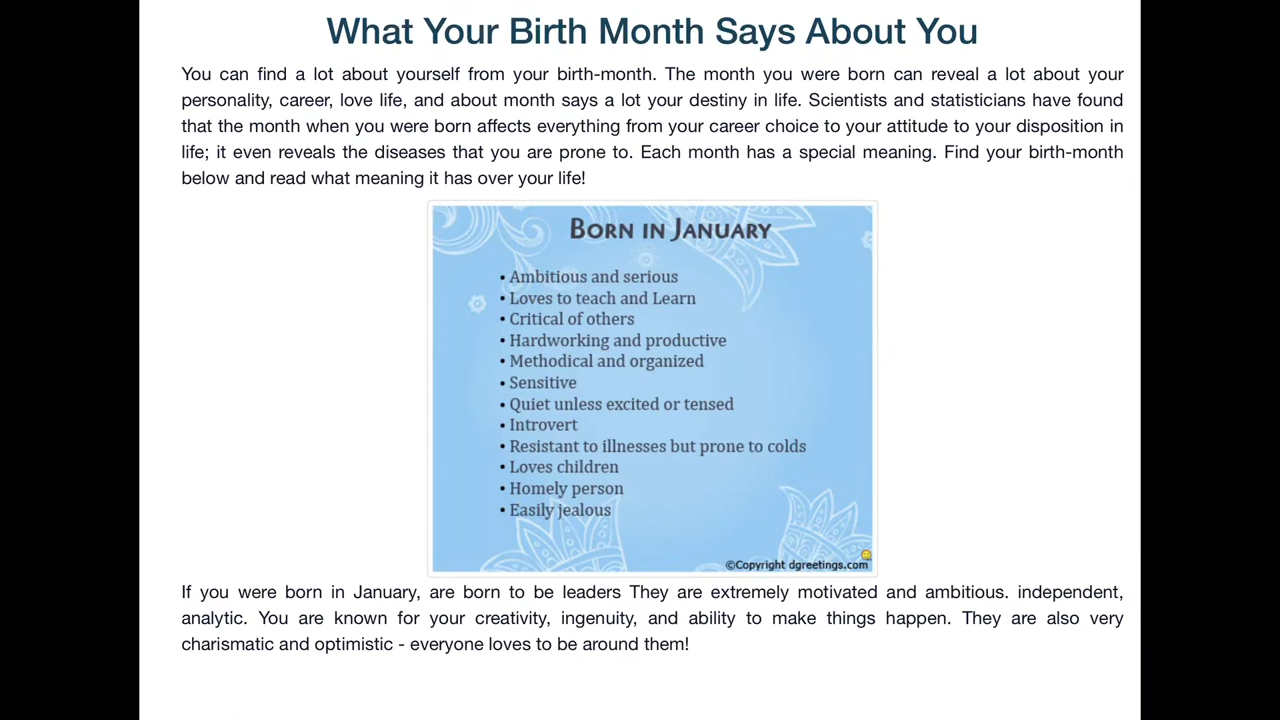 What Your Birth Month Says About You
You can find a lot about yourself from your birth-month. The month you were born can reveal a lot about your
personality, career, love life, and about month says a lot your destiny in life. Scientists and statisticians have found
that the month when you were born affects everything from your career choice to your attitude to your disposition in
life; it even reveals the diseases that you are prone to. Each month has a special meaning. Find your birth-month
below and read what meaning it has over your life!
Born in January
• Ambitious and serious
• Loves to teach and Learn
• Critical of others
• Hardworking and productive
• Methodical and organized
• Sensitive
• Quiet unless excited or tensed
• Introvert
• Resistant to illnesses but prone to colds
• Loves children
• Homely person
• Easily jealous
©Copyright dgreetings.com
If you were born in January, are born to be leaders They are extremely motivated and ambitious. independent,
analytic. You are known for your creativity, ingenuity, and ability to make things happen. They are also very
charismatic and optimistic - everyone loves to be around them!